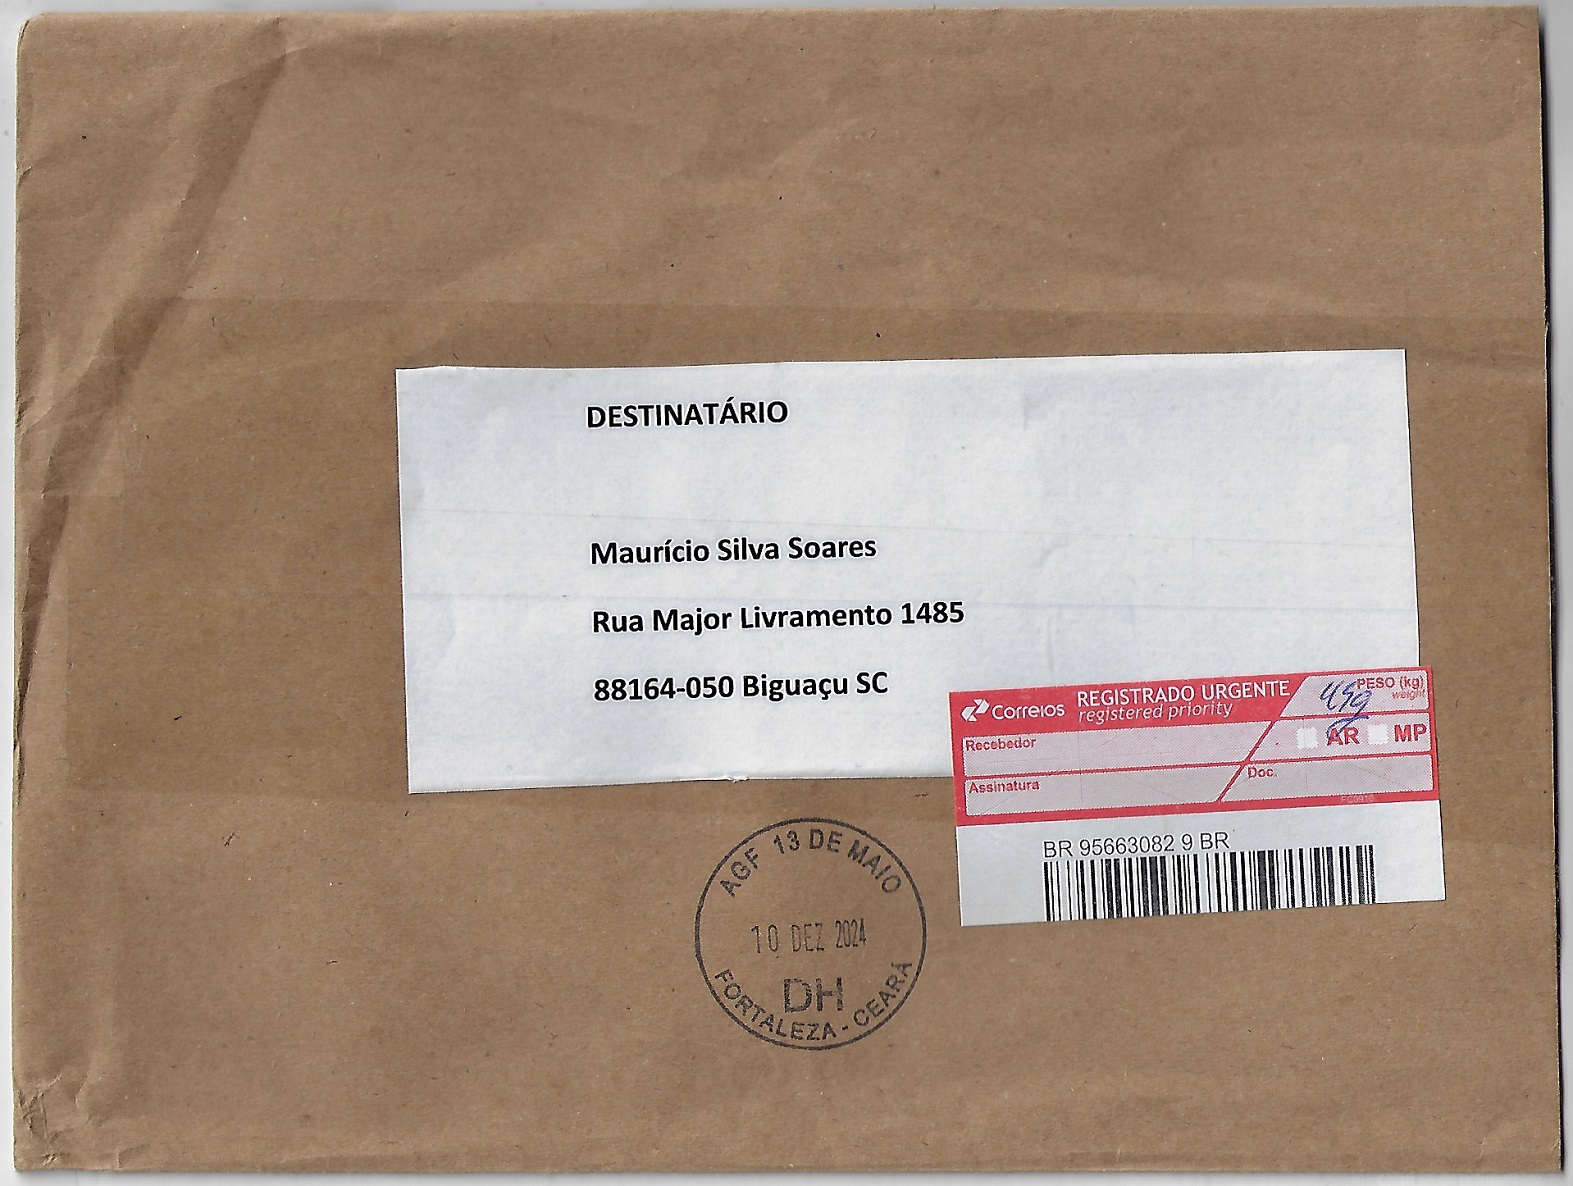 DESTINATÁRIO
Maurício Silva Soares
Rua Major Livramento 1485
88164-050 Biguaçu SC
Correios
REGISTRADO URGENTE
registered priority
PESO (kg)
weight
45g
Recebedor
AR MP
Assinatura
Doc.
FC0910
BR 95663082 9 BR
AGF 13 DE MAIO
10 DEZ 2024
DH
FORTALEZA - CEARÁ